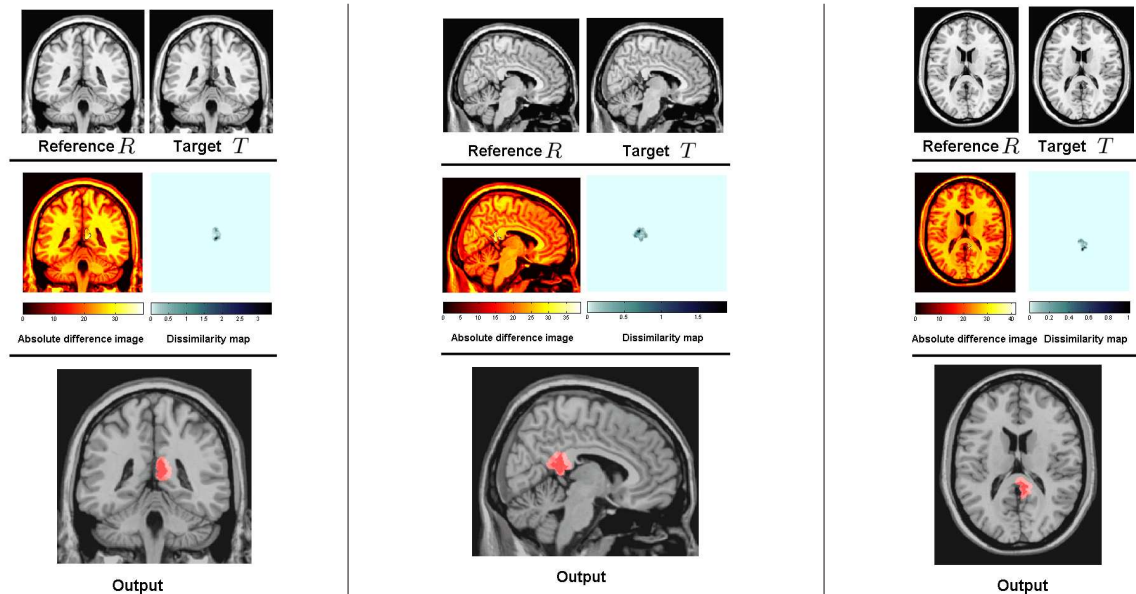 Reference R Target T
0 10 20 30 0 0.5 1 1.5 2 2.5 3
Absolute difference image Dissimilarity map
Output
Reference R Target T
0 5 10 15 20 25 30 35 0.5 1 1.5
Absolute difference image Dissimilarity map
Output
Reference R Target T
0 10 20 30 40 0 0.2 0.4 0.6 0.8 1
Absolute difference image Dissimilarity map
Output